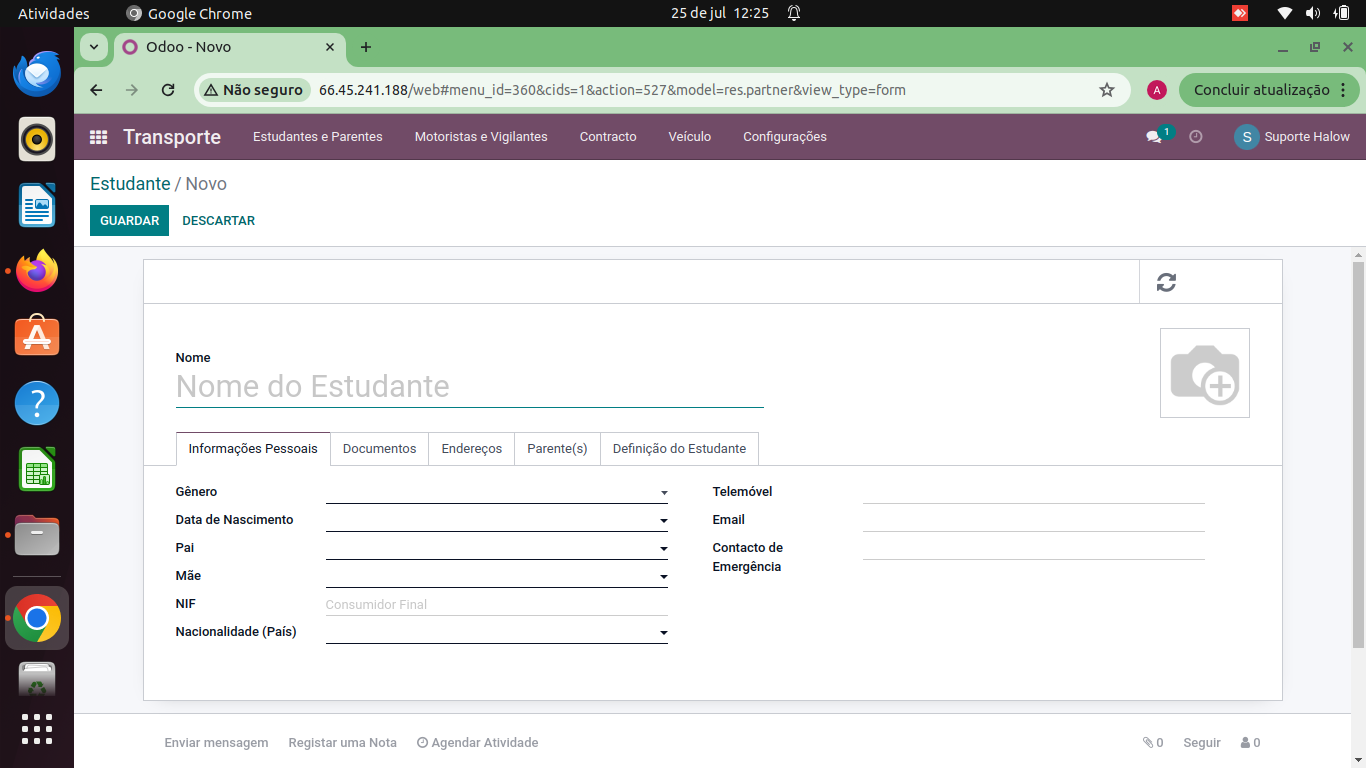 Atividades
Google Chrome
25 de jul 12:25
Odoo - Novo
Não seguro
66.45.241.188/web#menu_id=360&cids=1&action=527&model=res.partner&view_type=form
A
Concluir atualização
Transporte
Estudantes e Parentes
Motoristas e Vigilantes
Contracto
Veículo
Configurações
1
S
Suporte Halow
Estudante / Novo
GUARDAR
DESCARTAR
Nome
Nome do Estudante
Informações Pessoais
Documentos
Endereços
Parente(s)
Definição do Estudante
Gênero
Data de Nascimento
Pai
Mãe
NIF
Consumidor Final
Nacionalidade (País)
Telemóvel
Email
Contacto de
Emergência
Enviar mensagem
Registar uma Nota
Agendar Atividade
0
Seguir
0